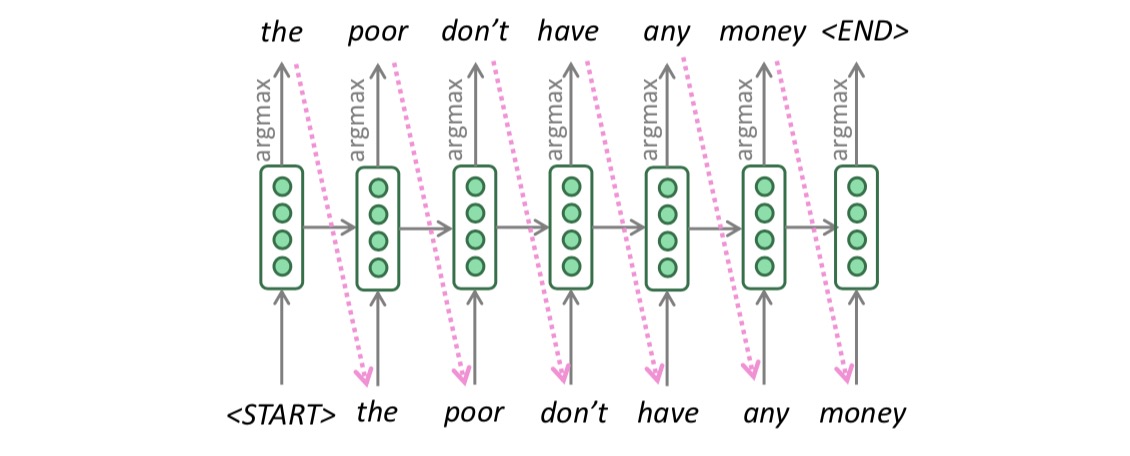 the poor don't have any money <END>
argmax argmax argmax argmax argmax argmax argmax
<START> the poor don't have any money